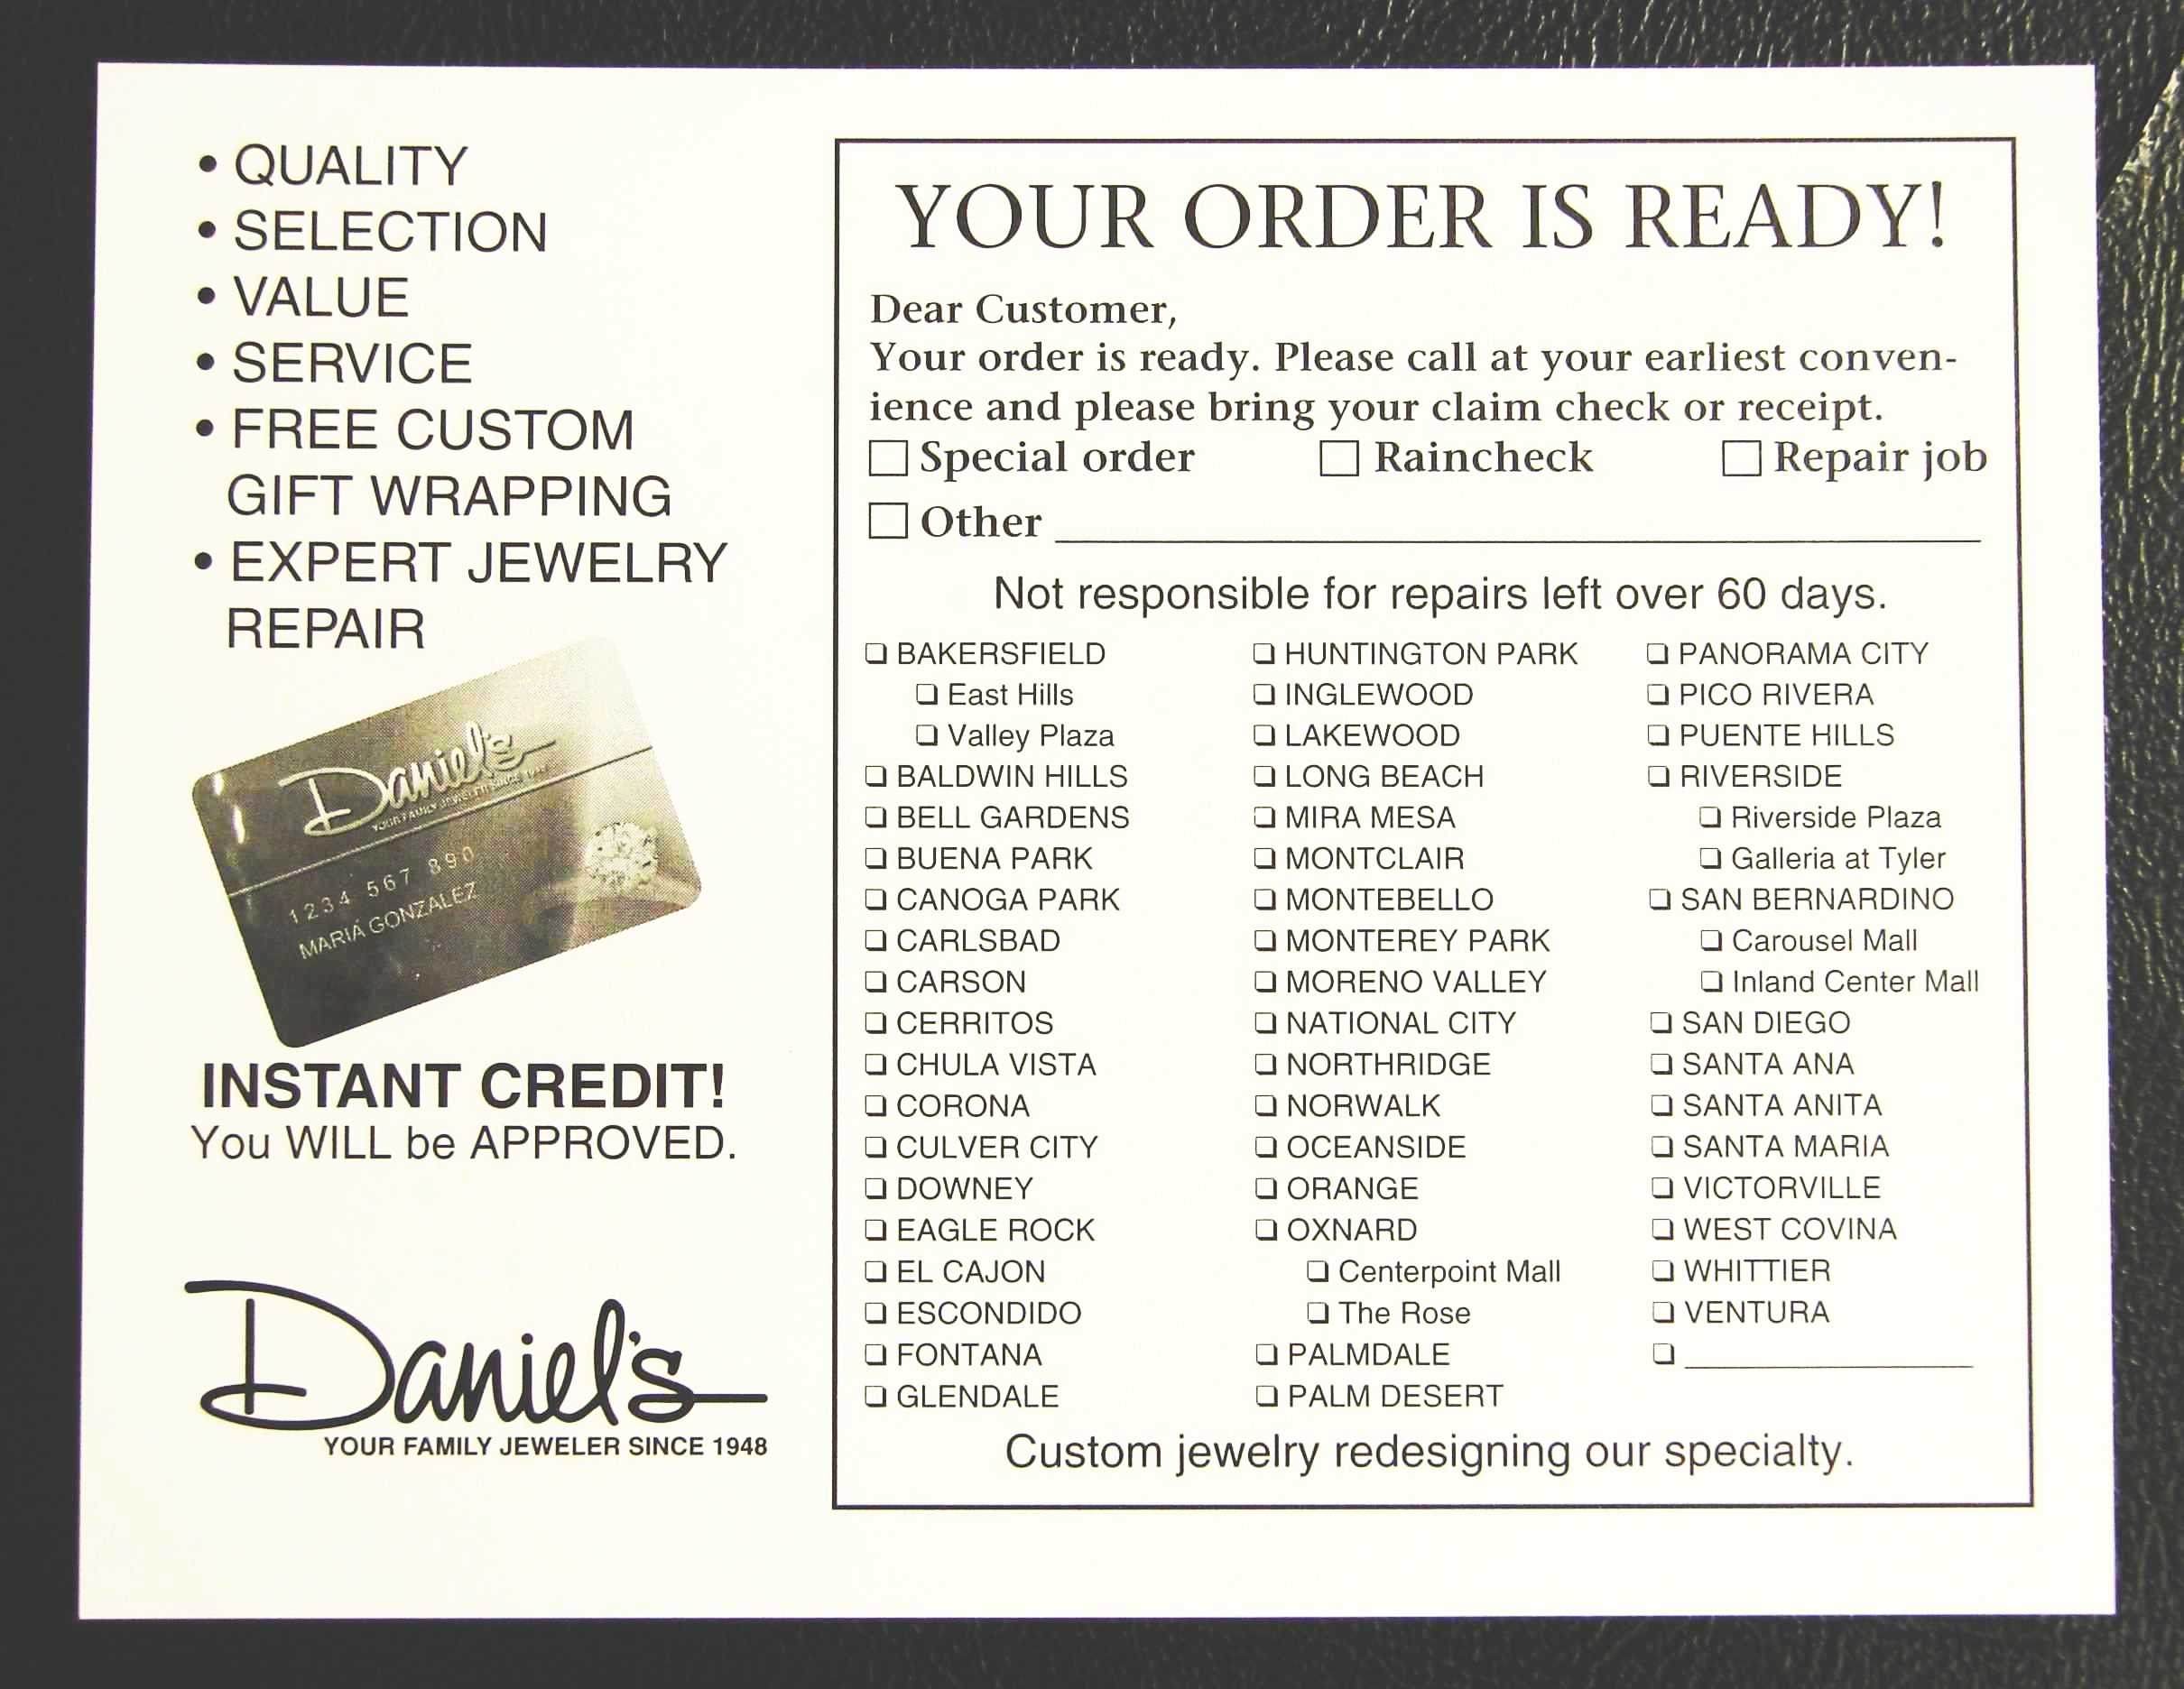 • QUALITY
• SELECTION
• VALUE
• SERVICE
• FREE CUSTOM
GIFT WRAPPING
• EXPERT JEWELRY
REPAIR
Daniel's
YOUR FAMILY JEWELER SINCE 1948
1234 567 890
MARIA GONZALEZ
INSTANT CREDIT!
You WILL be APPROVED.
Daniel's
YOUR FAMILY JEWELER SINCE 1948
YOUR ORDER IS READY!
Dear Customer,
Your order is ready. Please call at your earliest conven-
ience and please bring your claim check or receipt.
☐ Special order ☐ Raincheck ☐ Repair job
☐ Other
Not responsible for repairs left over 60 days.
❏ BAKERSFIELD
❏ East Hills
❏ Valley Plaza
❏ BALDWIN HILLS
❏ BELL GARDENS
❏ BUENA PARK
❏ CANOGA PARK
❏ CARLSBAD
❏ CARSON
❏ CERRITOS
❏ CHULA VISTA
❏ CORONA
❏ CULVER CITY
❏ DOWNEY
❏ EAGLE ROCK
❏ EL CAJON
❏ ESCONDIDO
❏ FONTANA
❏ GLENDALE
❏ HUNTINGTON PARK
❏ INGLEWOOD
❏ LAKEWOOD
❏ LONG BEACH
❏ MIRA MESA
❏ MONTCLAIR
❏ MONTEBELLO
❏ MONTEREY PARK
❏ MORENO VALLEY
❏ NATIONAL CITY
❏ NORTHRIDGE
❏ NORWALK
❏ OCEANSIDE
❏ ORANGE
❏ OXNARD
❏ Centerpoint Mall
❏ The Rose
❏ PALMDALE
❏ PALM DESERT
❏ PANORAMA CITY
❏ PICO RIVERA
❏ PUENTE HILLS
❏ RIVERSIDE
❏ Riverside Plaza
❏ Galleria at Tyler
❏ SAN BERNARDINO
❏ Carousel Mall
❏ Inland Center Mall
❏ SAN DIEGO
❏ SANTA ANA
❏ SANTA ANITA
❏ SANTA MARIA
❏ VICTORVILLE
❏ WEST COVINA
❏ WHITTIER
❏ VENTURA
❏
Custom jewelry redesigning our specialty.